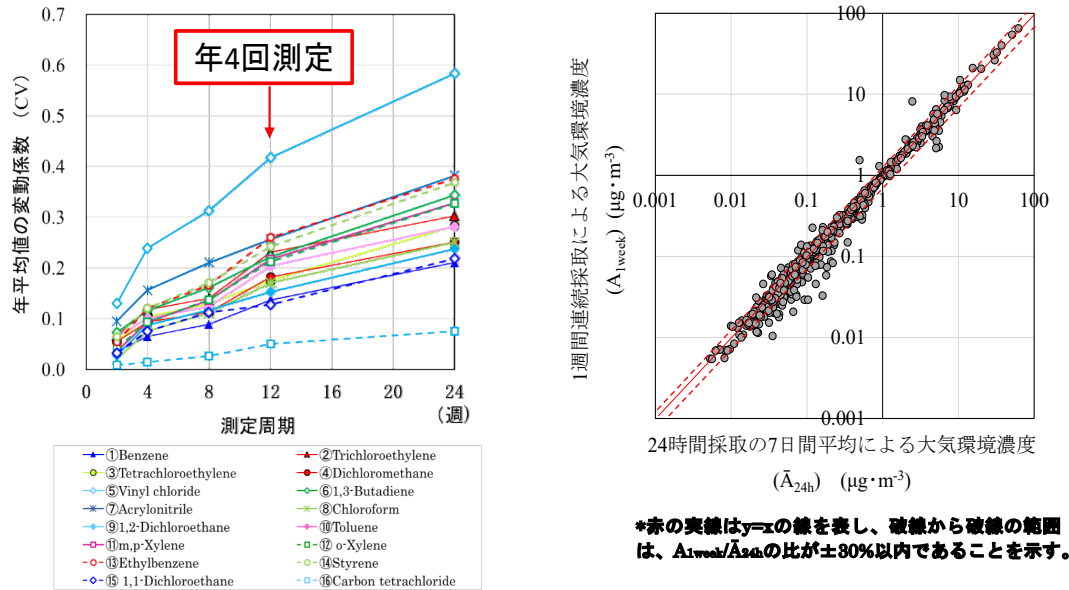 年平均値の変動係数 (CV)
0.7
0.6
0.5
0.4
0.3
0.2
0.1
0.0
年4回測定
0 4 8 12 16 20 24
(週)
測定周期
①Benzene ②Trichloroethylene
③Tetrachloroethylene ④Dichloromethane
⑤Vinyl chloride ⑥1,3-Butadiene
⑦Acrylonitrile ⑧Chloroform
⑨1,2-Dichloroethane ⑩Toluene
⑪m,p-Xylene ⑫ o-Xylene
⑬Ethylbenzene ⑭Styrene
⑮ 1,1-Dichloroethane ⑯Carbon tetrachloride
1週間連続採取による大気環境濃度
(A1week) (μg・m-3)
100
10
1
0.001 0.01 0.1 1 10 100
0.1
0.01
0.001
24時間採取の7日間平均による大気環境濃度
(Ā24h) (μg・m-3)
*赤の実線はy=xの線を表し、破線から破線の範囲
は、A1week/Ā24hの比が±30%以内であることを示す。